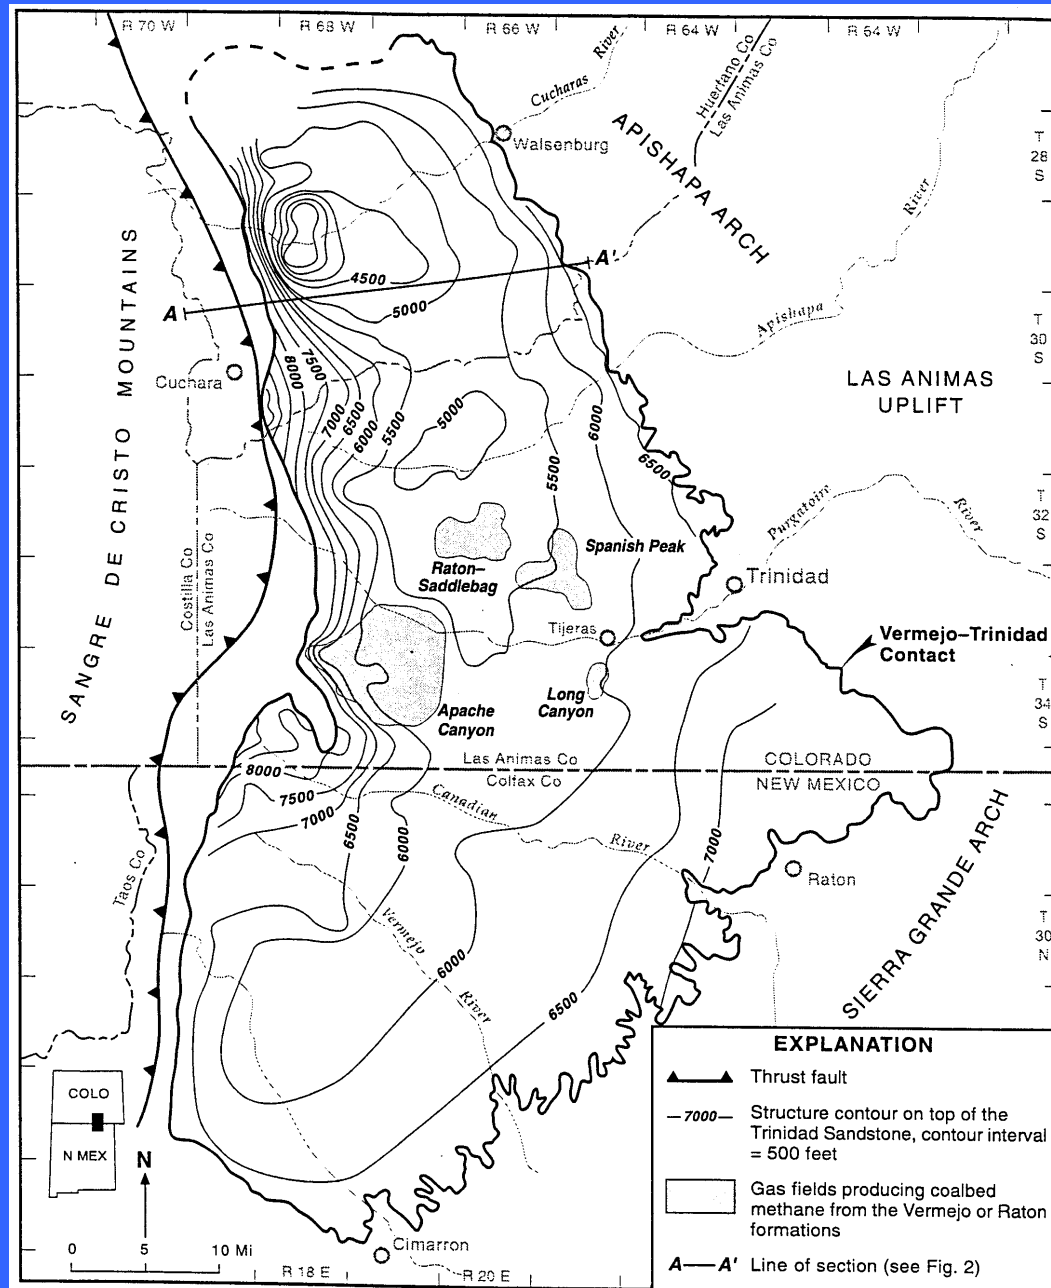 R 70 W
R 68 W
R 66 W
R 64 W
R 54 W
Cucharas River
Huerfano Co
Las Animas Co
Walsenburg
APISHAPA ARCH
River
T
28
S
SANGRE DE CRISTO MOUNTAINS
A'
4500
5000
A
Apishapa
T
30
S
Cuchara
8000
7500
7000
6500
6000
5500
5000
6000
5500
6500
LAS ANIMAS
UPLIFT
Purgatoire River
T
32
S
Costilla Co
Las Animas Co
Raton–
Saddlebag
Spanish Peak
Trinidad
Tijeras
Vermejo–Trinidad
Contact
Apache
Canyon
Long
Canyon
T
34
S
Las Animas Co
Colfax Co
COLORADO
NEW MEXICO
8000
7500
7000
6500
6000
Canadian River
7000
Raton
Taos Co
Vermejo River
6000
6500
SIERRA GRANDE ARCH
T
30
N
COLO
N MEX
N
0 5 10 Mi
Cimarron
R 18 E
R 20 E
EXPLANATION
Thrust fault
—7000— Structure contour on top of the
Trinidad Sandstone, contour interval
= 500 feet
Gas fields producing coalbed
methane from the Vermejo or Raton
formations
A—A' Line of section (see Fig. 2)